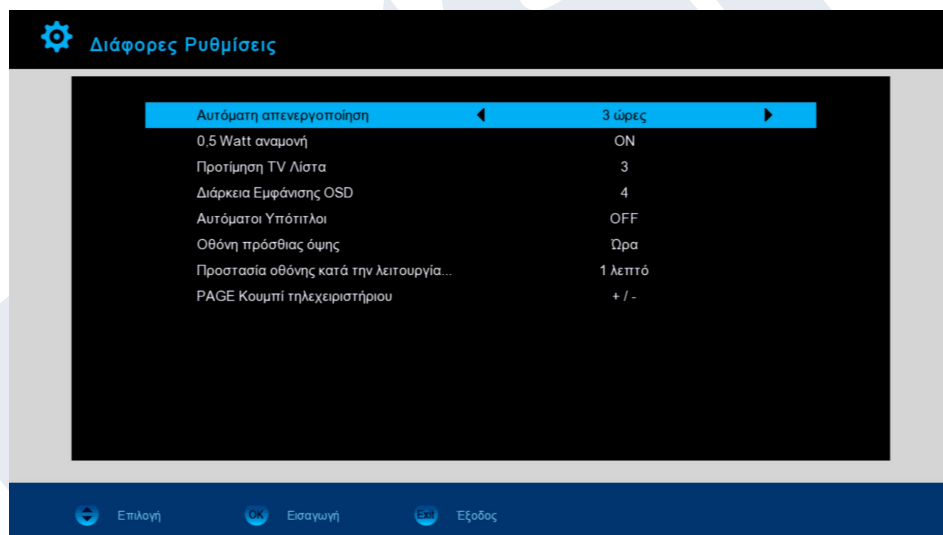 Διάφορες Ρυθμίσεις
Αυτόματη απενεργοποίηση 3 ώρες
0,5 Watt αναμονή ON
Προτίμηση TV Λίστα 3
Διάρκεια Εμφάνισης OSD 4
Αυτόματοι Υπότιτλοι OFF
Οθόνη πρόσθιας όψης Ώρα
Προστασία οθόνης κατά την λειτουργία... 1 λεπτό
PAGE Κουμπί τηλεχειριστήριου + / -
Επιλογή OK Εισαγωγή Exit Έξοδος